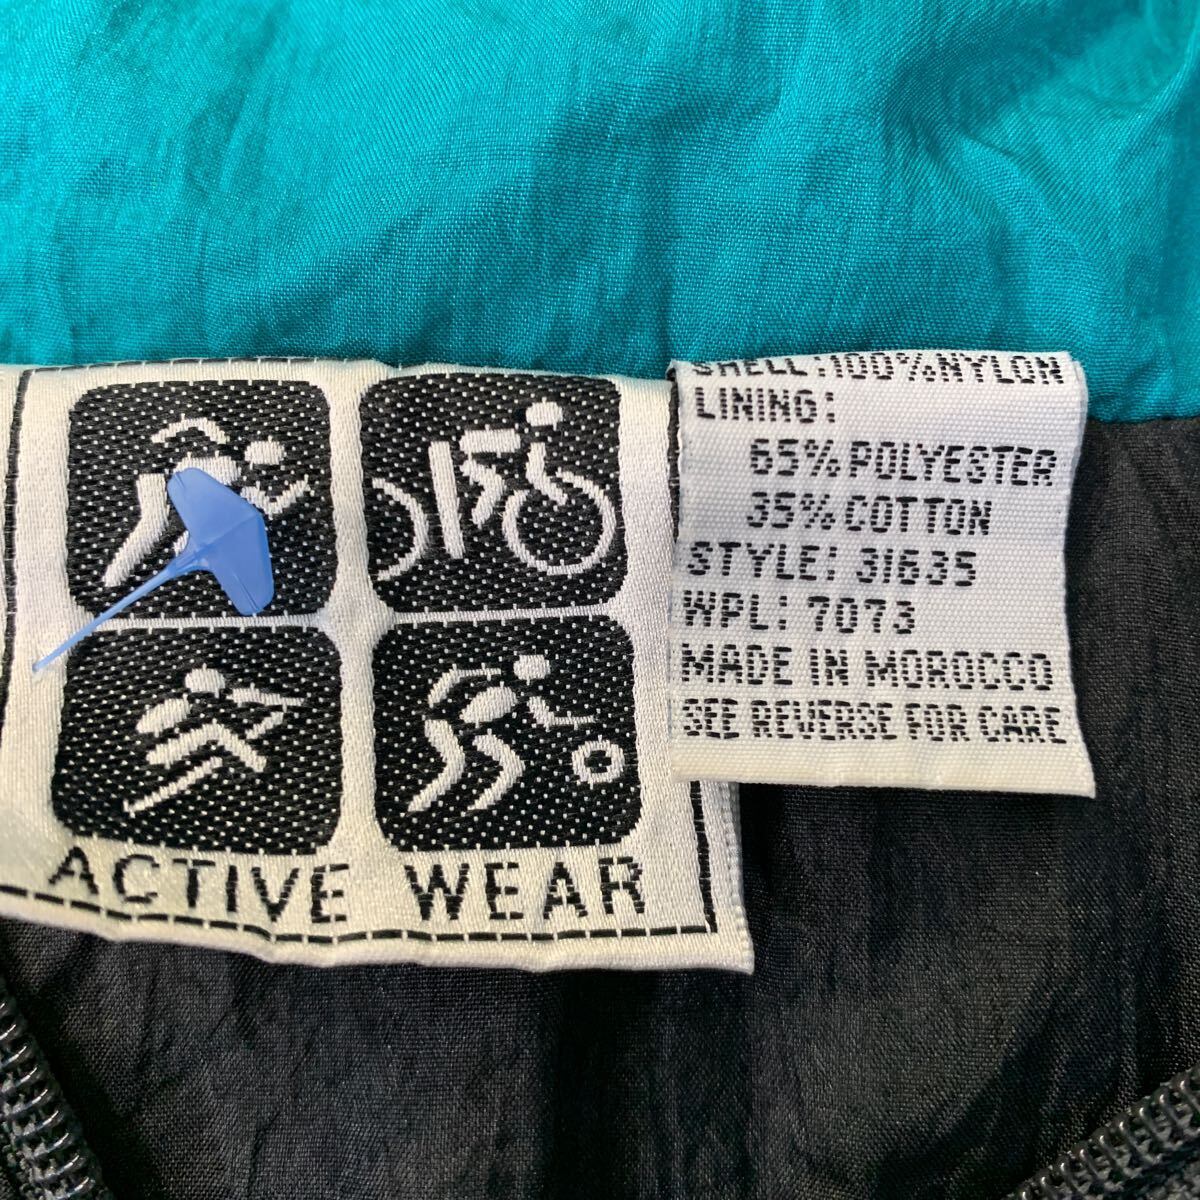 ACTIVE WEAR
SHELL:100%NYLON
LINING:
65%POLYESTER
35%COTTON
STYLE: 31635
WPL: 7073
MADE IN MOROCCO
SEE REVERSE FOR CARE